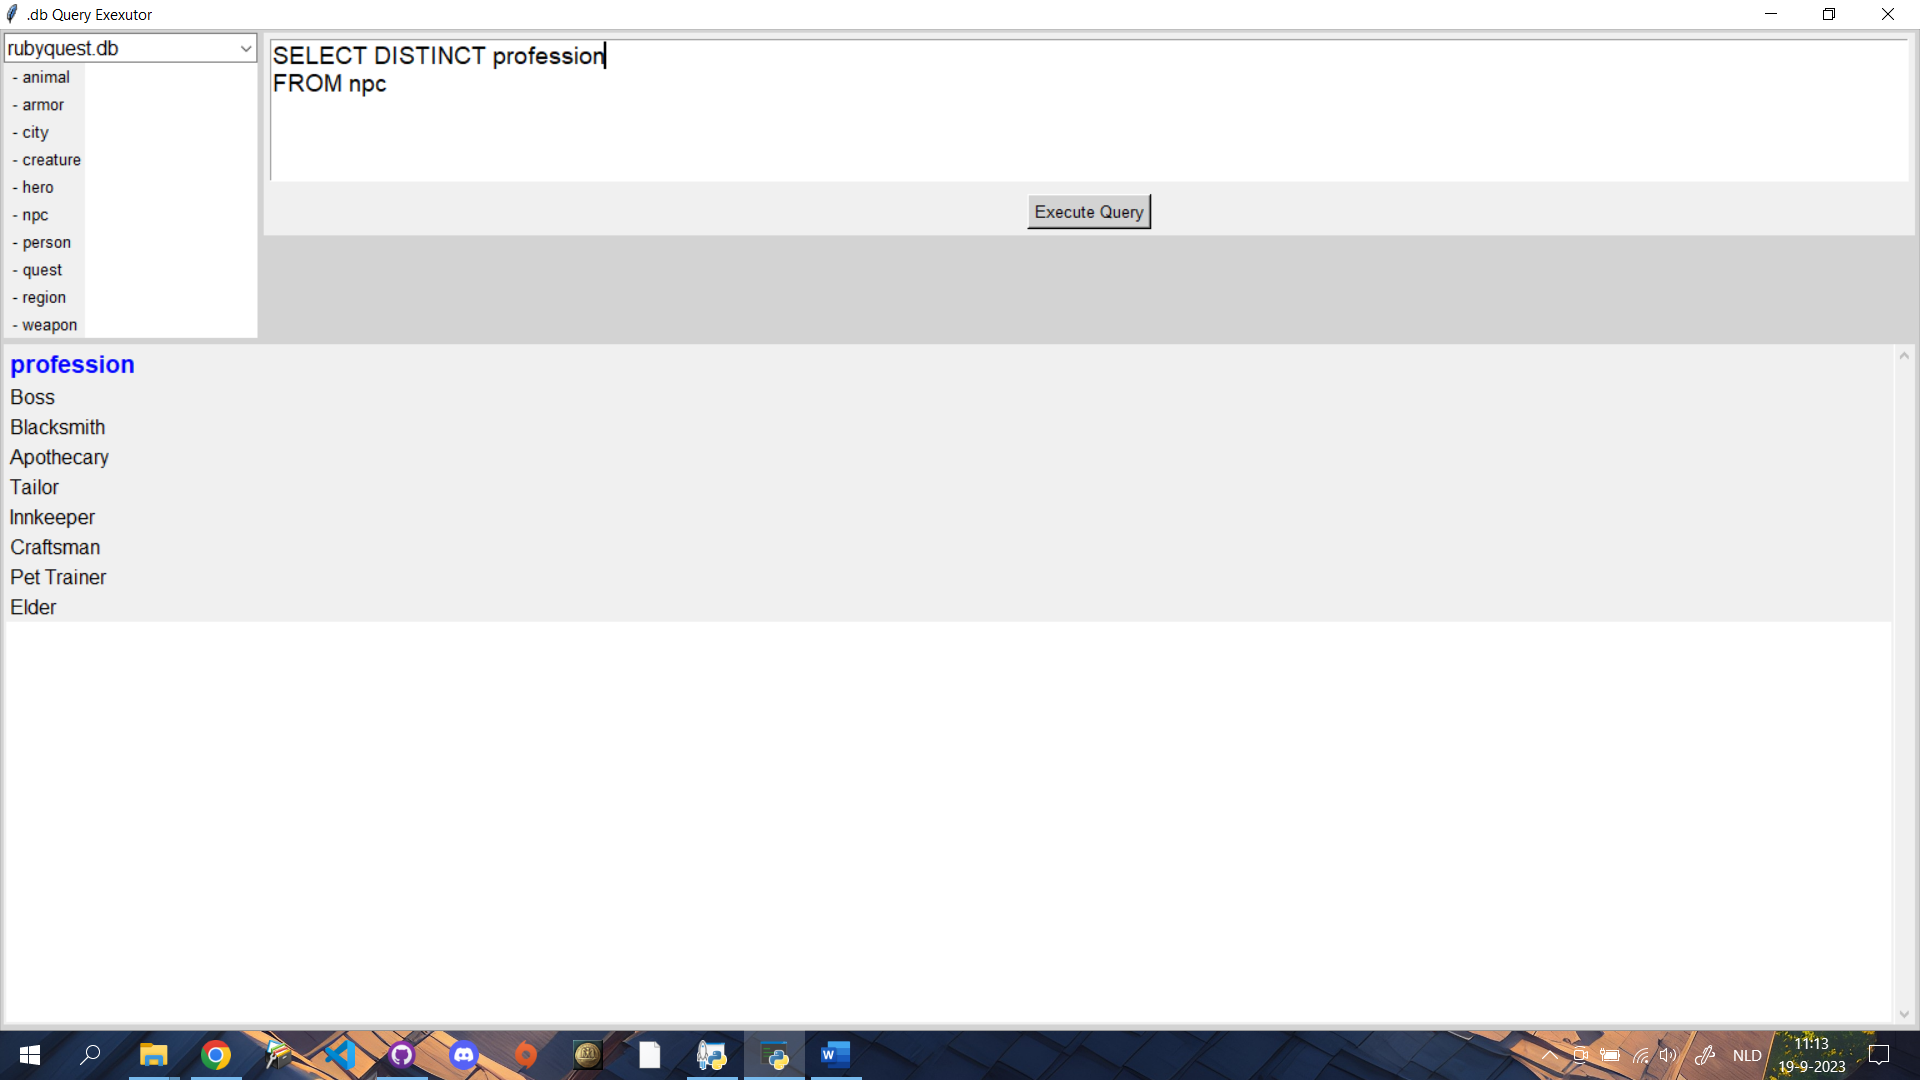 .db Query Exexutor
rubyquest.db
- animal
- armor
- city
- creature
- hero
- npc
- person
- quest
- region
- weapon
SELECT DISTINCT profession
FROM npc
Execute Query
profession
Boss
Blacksmith
Apothecary
Tailor
Innkeeper
Craftsman
Pet Trainer
Elder
W
NLD
11:13
19-9-2023